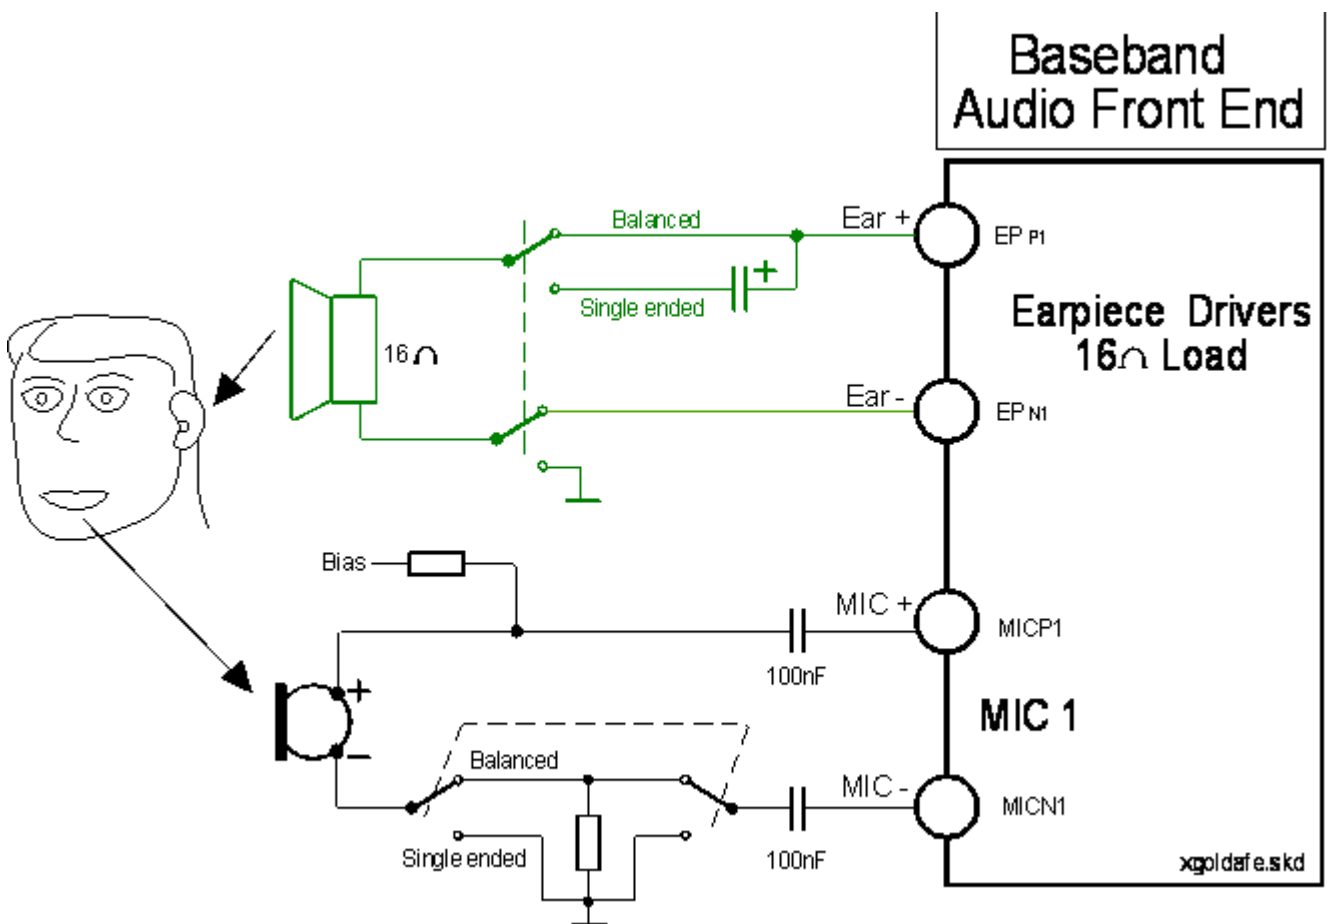 Baseband
Audio Front End
Balanced
Ear +
EP P1
+
Single ended
Earpiece Drivers
16∩ Load
16∩
Ear -
EP N1
Bias
MIC +
MICP1
100nF
+
MIC 1
-
Balanced
MIC -
MICN1
Single ended
100nF
xgoldafe.skd